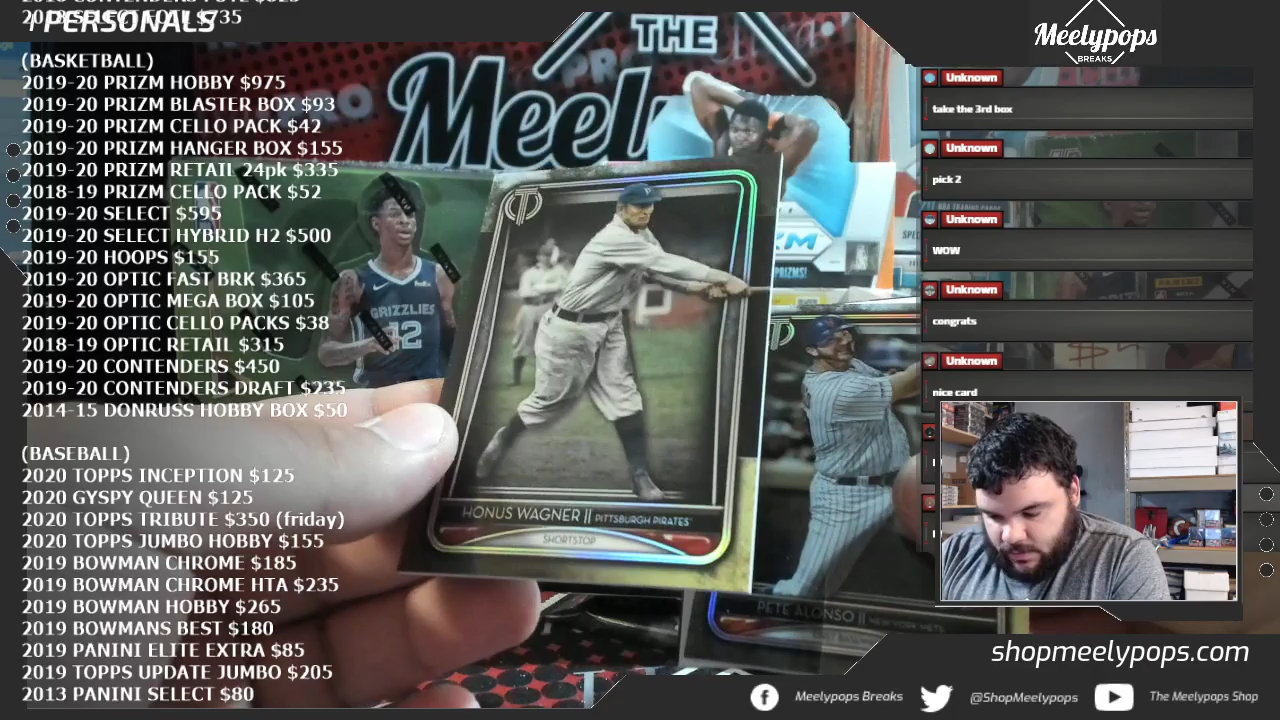 / PERSONALS
(BASKETBALL)
2019-20 PRIZM HOBBY $975
2019-20 PRIZM BLASTER BOX $93
2019-20 PRIZM CELLO PACK $42
2019-20 PRIZM HANGER BOX $155
2019-20 PRIZM RETAIL 24pk $335
2018-19 PRIZM CELLO PACK $52
2019-20 SELECT $595
2019-20 SELECT HYBRID H2 $500
2019-20 HOOPS $155
2019-20 OPTIC FAST BRK $365
2019-20 OPTIC MEGA BOX $105
2019-20 OPTIC CELLO PACKS $38
2018-19 OPTIC RETAIL $315
2019-20 CONTENDERS $450
2019-20 CONTENDERS DRAFT $235
2014-15 DONRUSS HOBBY BOX $50
(BASEBALL)
2020 TOPPS INCEPTION $125
2020 GYSPY QUEEN $125
2020 TOPPS TRIBUTE $350 (friday)
2020 TOPPS JUMBO HOBBY $155
2019 BOWMAN CHROME $185
2019 BOWMAN CHROME HTA $235
2019 BOWMAN HOBBY $265
2019 BOWMANS BEST $180
2019 PANINI ELITE EXTRA $85
2019 TOPPS UPDATE JUMBO $205
2013 PANINI SELECT $80
THE
Meely
GRIZZLIES
12
P
HONUS WAGNER || PITTSBURGH PIRATES
SHORTSTOP
PRIZMS!
PETE ALONSO || NEW YORK METS
Meelypops
BREAKS
Unknown
take the 3rd box
Unknown
pick 2
Unknown
WOW
Unknown
congrats
Unknown
nice card
shopmeelypops.com
Meelypops Breaks
@ShopMeelypops
The Meelypops Shop